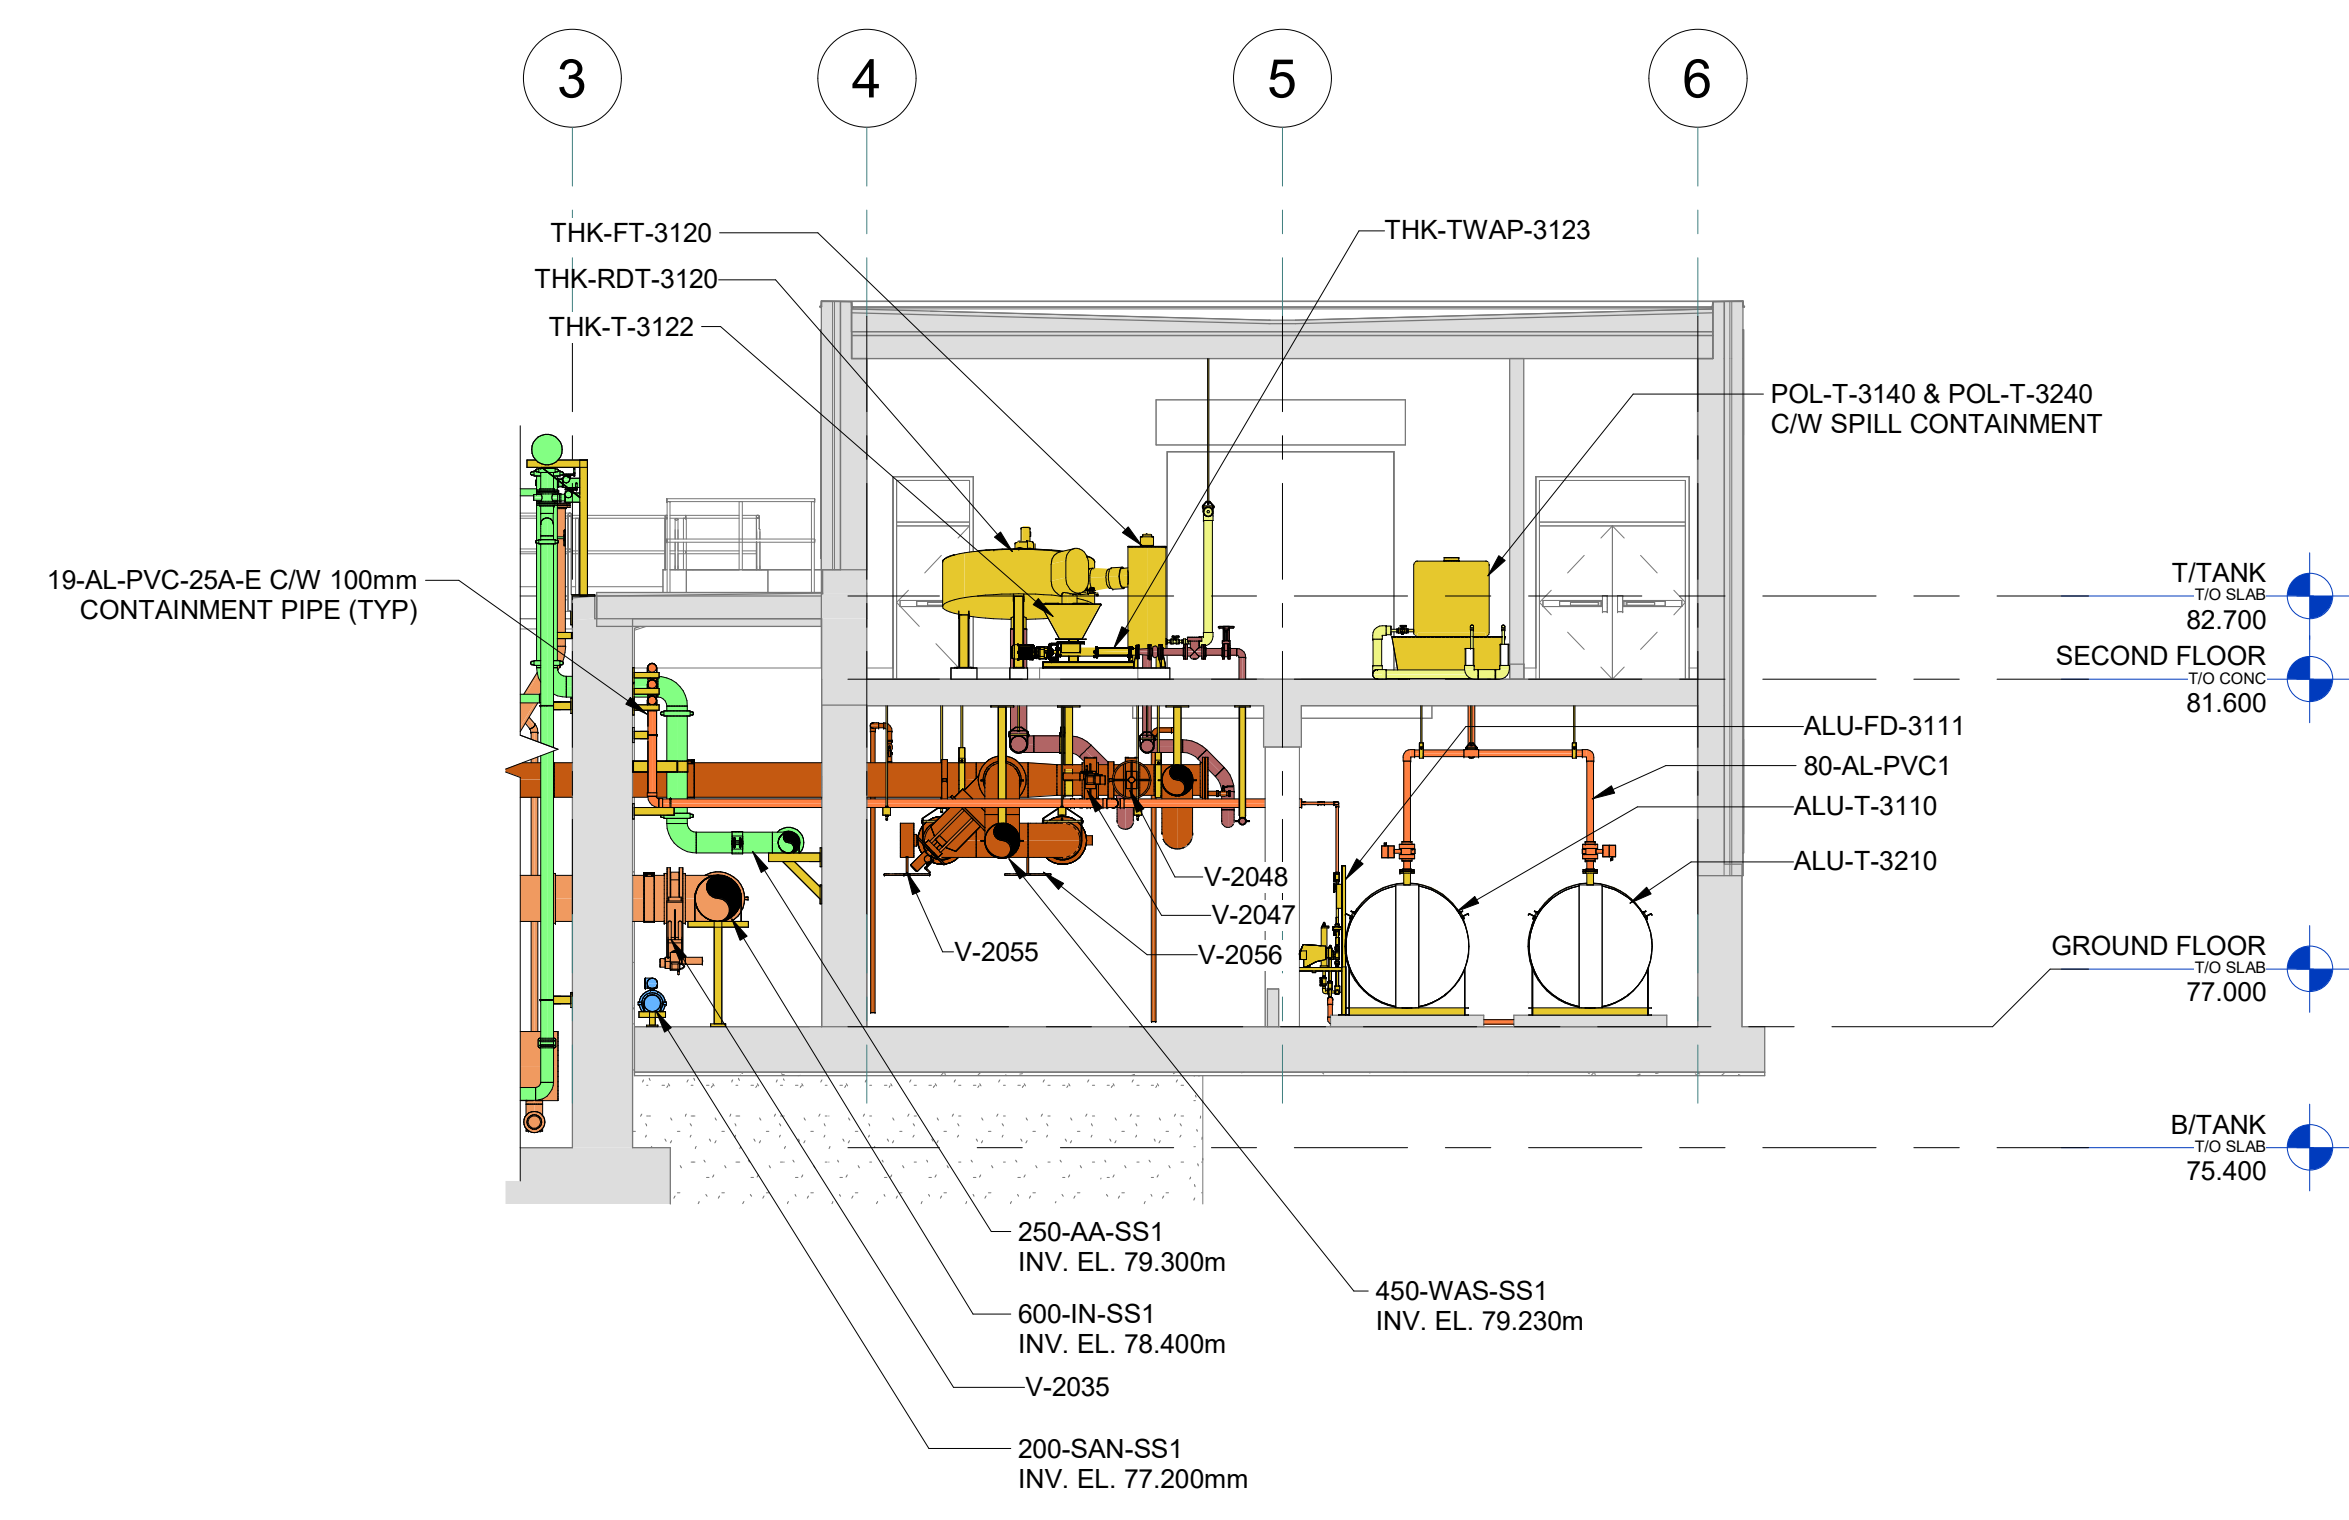 3
4
5
6
THK-FT-3120
THK-TWAP-3123
THK-RDT-3120
THK-T-3122
POL-T-3140 & POL-T-3240
C/W SPILL CONTAINMENT
19-AL-PVC-25A-E C/W 100mm
CONTAINMENT PIPE (TYP)
T/TANK
T/O SLAB
82.700
SECOND FLOOR
T/O CONC
81.600
ALU-FD-3111
80-AL-PVC1
ALU-T-3110
ALU-T-3210
V-2048
V-2047
V-2055
V-2056
GROUND FLOOR
T/O SLAB
77.000
B/TANK
T/O SLAB
75.400
250-AA-SS1
INV. EL. 79.300m
450-WAS-SS1
INV. EL. 79.230m
600-IN-SS1
INV. EL. 78.400m
V-2035
200-SAN-SS1
INV. EL. 77.200mm